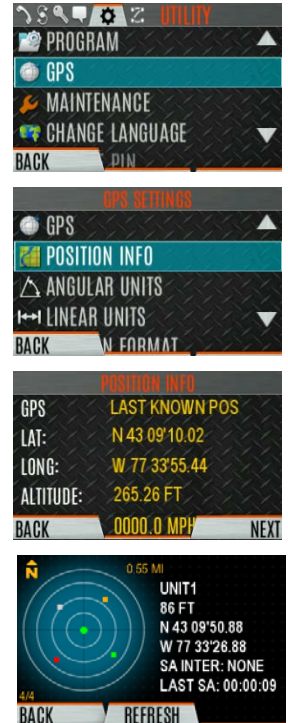 UTILITY
PROGRAM
GPS
MAINTENANCE
CHANGE LANGUAGE
BACK PIN
GPS SETTINGS
GPS
POSITION INFO
ANGULAR UNITS
LINEAR UNITS
BACK N FORMAT
POSITION INFO
GPS LAST KNOWN POS
LAT: N 43 09'10.02
LONG: W 77 33'55.44
ALTITUDE: 265.26 FT
BACK 0000.0 MPH NEXT
N 0.55 MI
UNIT1
86 FT
N 43 09'50.88
W 77 33'26.88
SA INTER: NONE
LAST SA: 00:00:09
4/4
BACK REFRESH